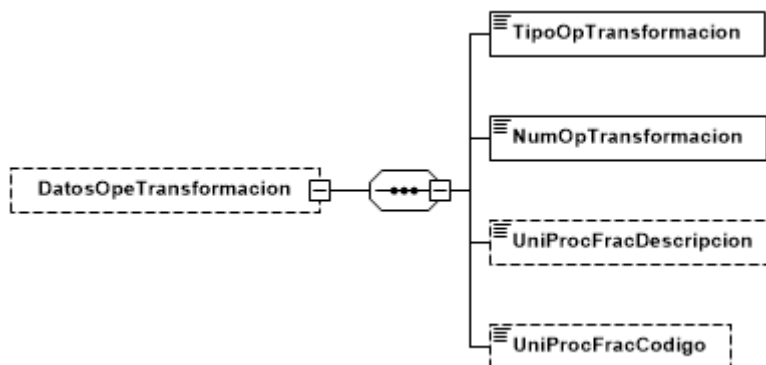 TipoOpTransformacion
NumOpTransformacion
DatosOpeTransformacion
UniProcFracDescripcion
UniProcFracCodigo